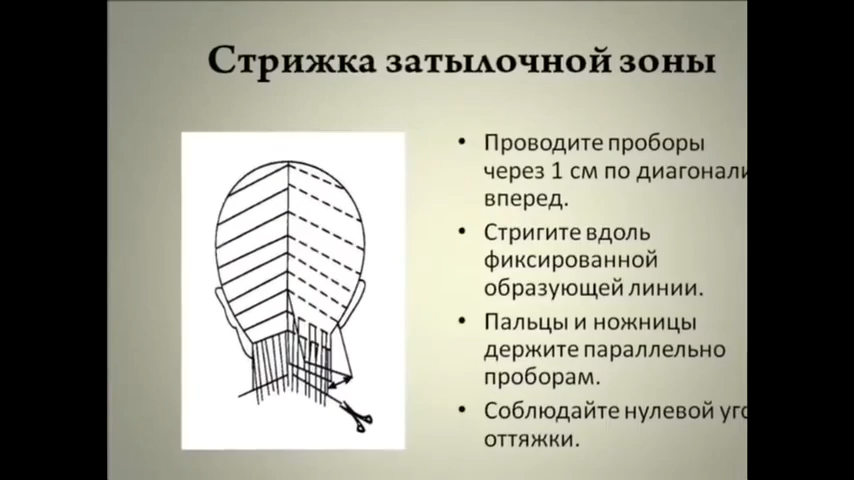 Стрижка затылочной зоны
• Проводите проборы
через 1 см по диагонали
вперед.
• Стригите вдоль
фиксированной
образующей линии.
• Пальцы и ножницы
держите параллельно
проборам.
• Соблюдайте нулевой
оттяжки.